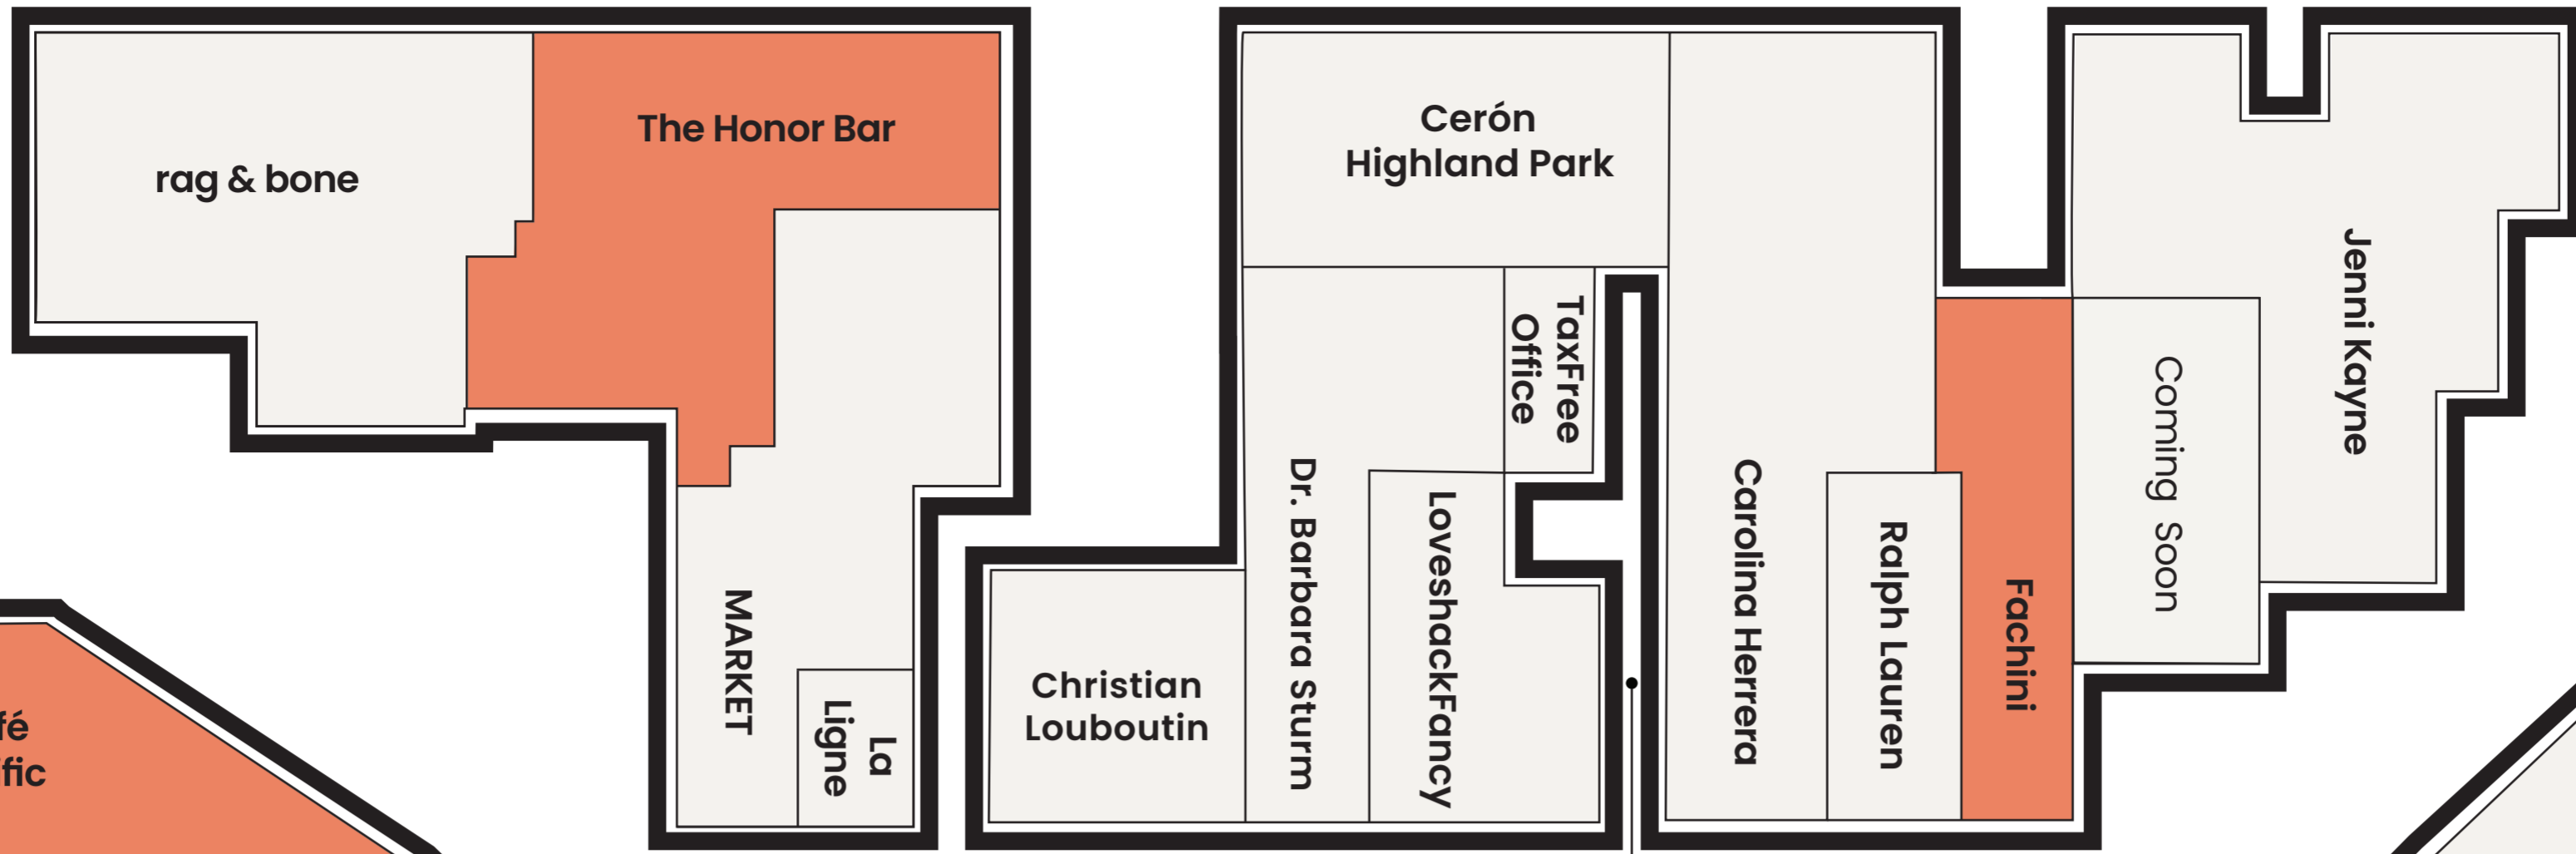 rag & bone
The Honor Bar
MARKET
La
Ligne
Cerón
Highland Park
TaxFree
Office
Dr. Barbara Sturm
LoveshackFancy
Christian
Louboutin
Carolina Herrera
Ralph Lauren
Fachini
Coming Soon
Jenni Kayne
fé
fic